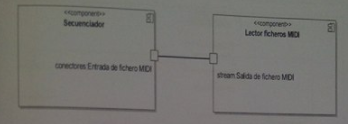 <<component>>
Secuenciador
conectores:Entrada de fichero MIDI
<<component>>
Lector ficheros MIDI
stream:Salida de fichero MIDI